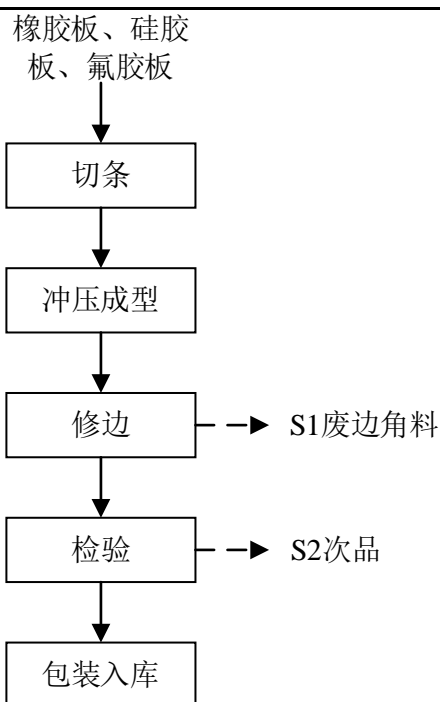 橡胶板、硅胶
板、氟胶板
切条
冲压成型
修边
S1废边角料
检验
S2次品
包装入库